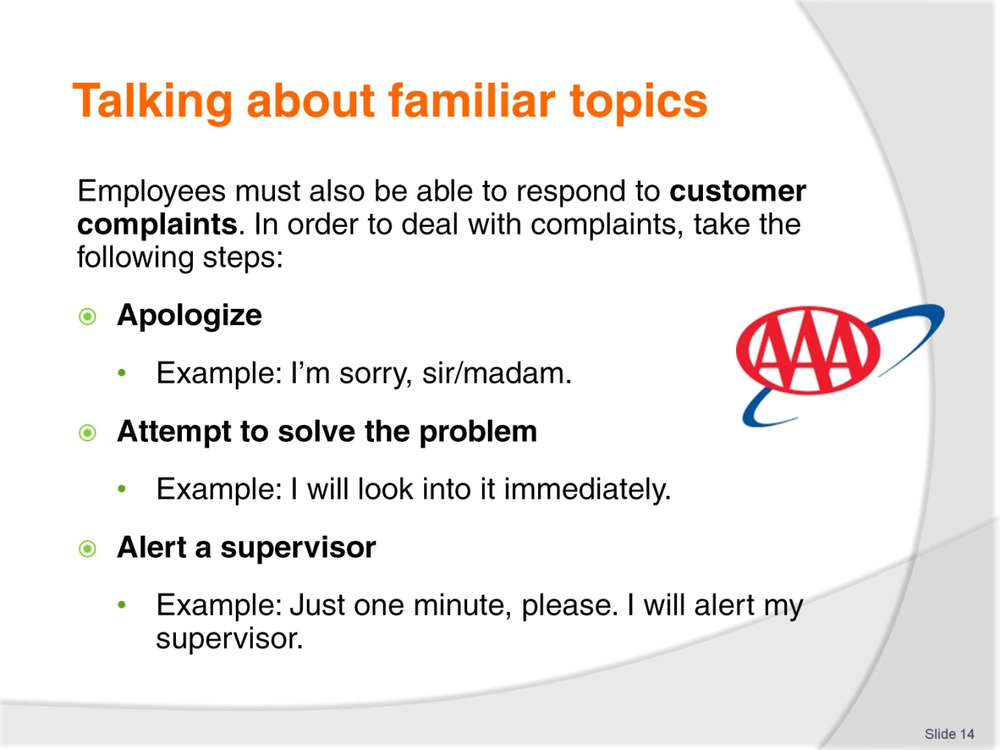 Talking about familiar topics
Employees must also be able to respond to customer
complaints. In order to deal with complaints, take the
following steps:
Apologize
Example: I’m sorry, sir/madam.
AAA
Attempt to solve the problem
Example: I will look into it immediately.
Alert a supervisor
Example: Just one minute, please. I will alert my
supervisor.
Slide 14